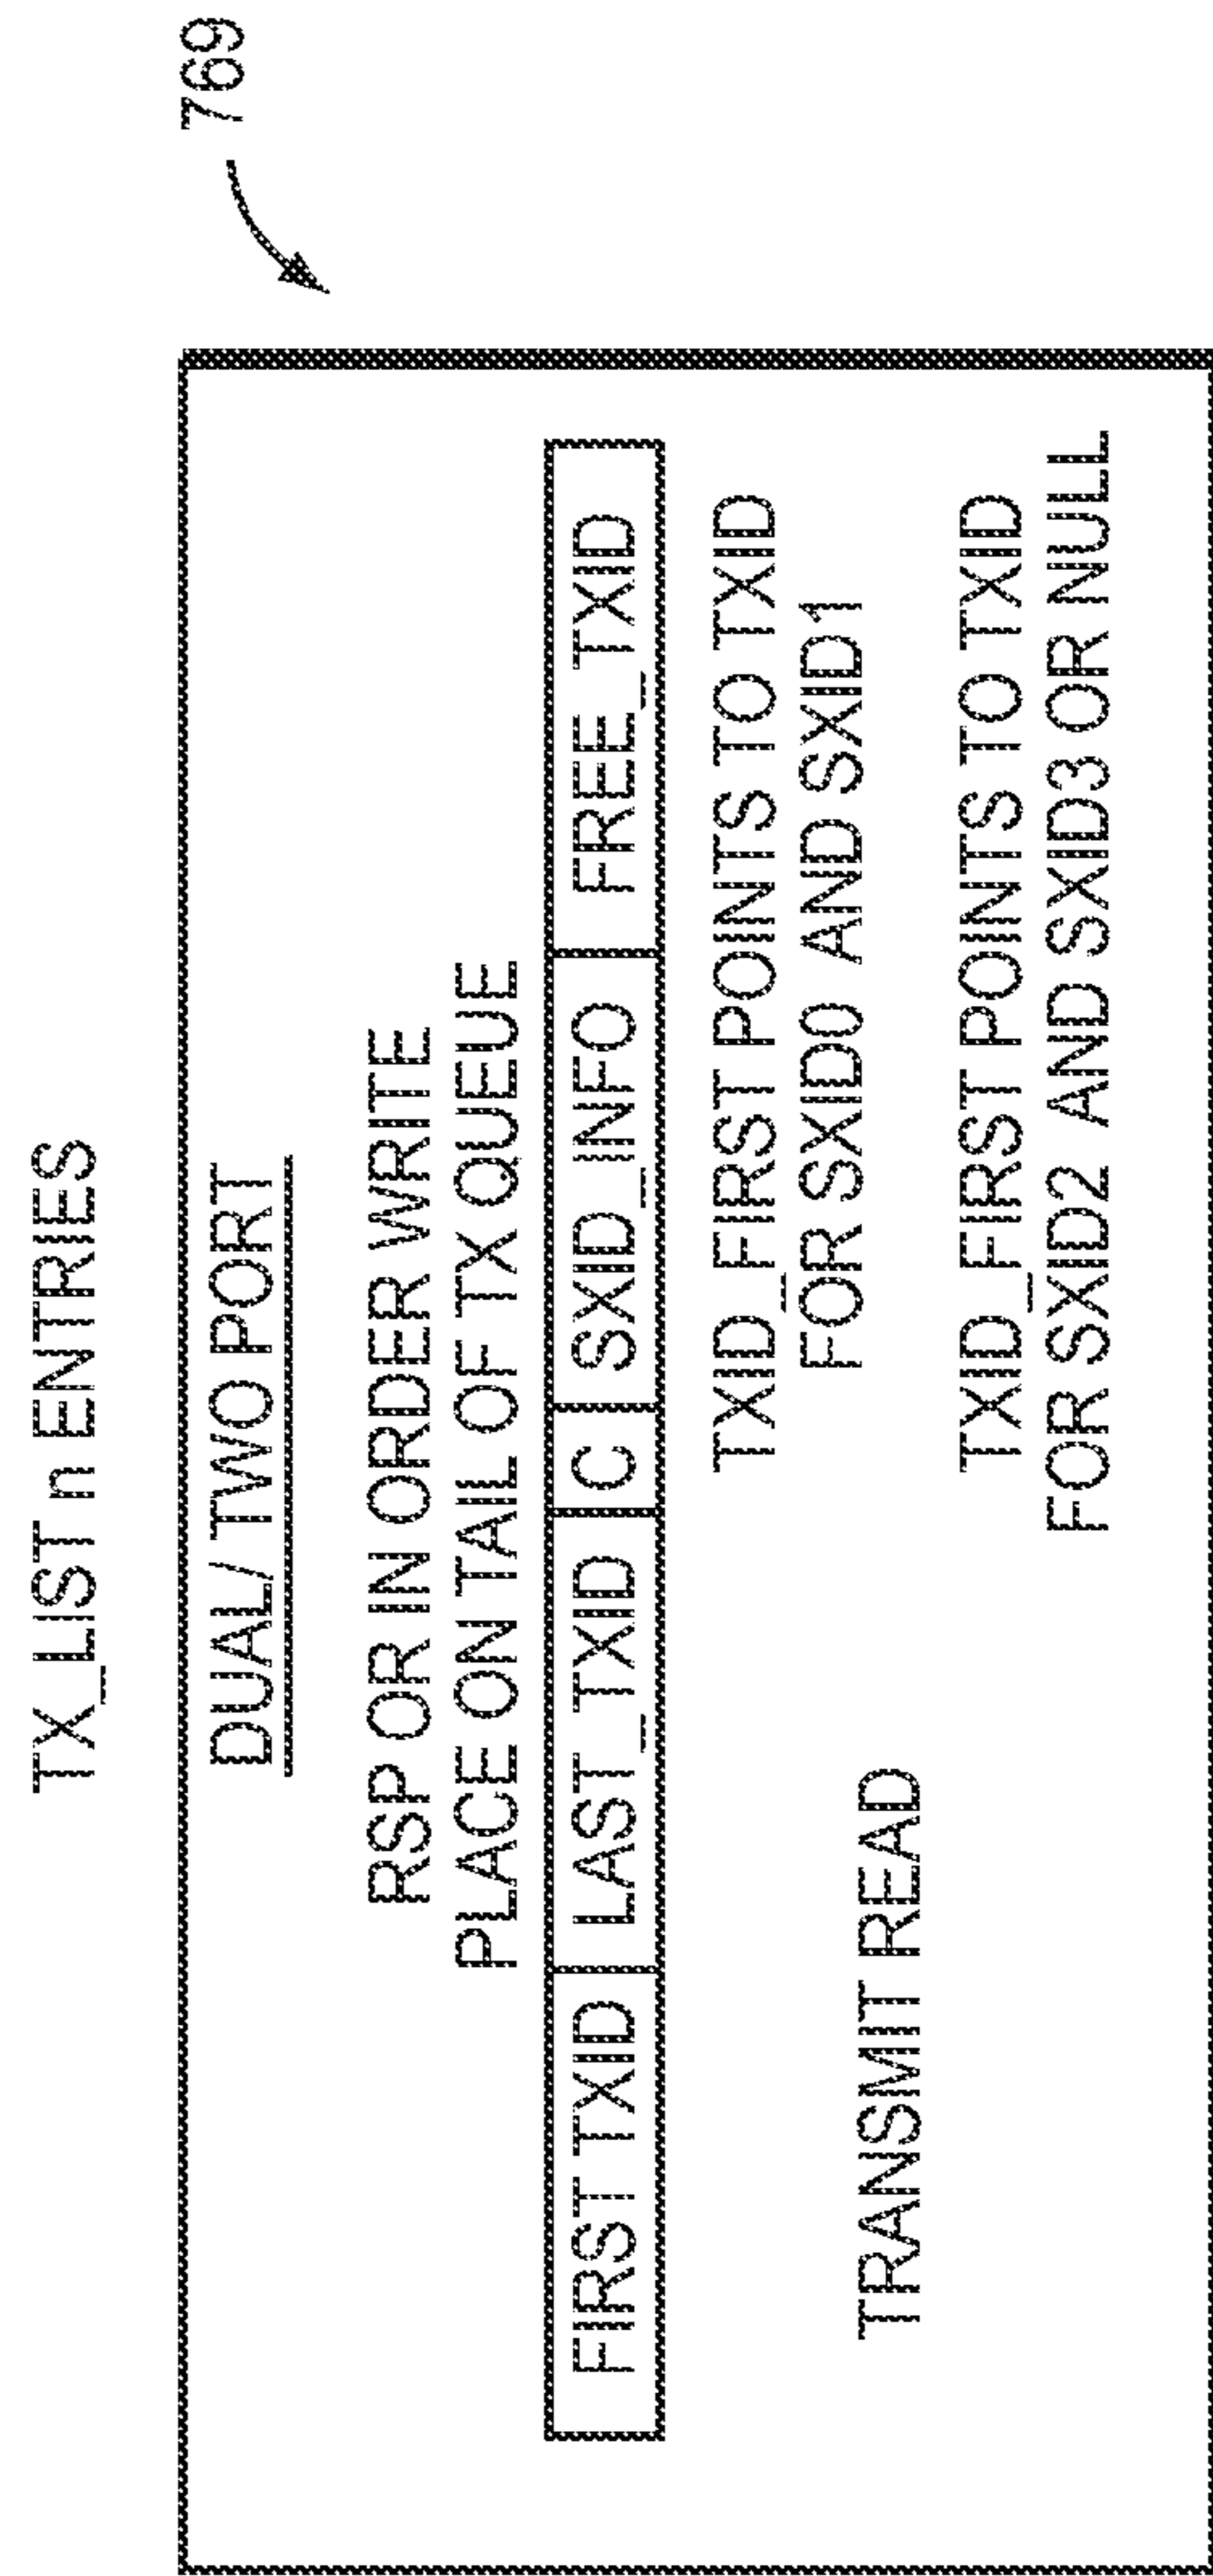 TX_LIST n ENTRIES
769
DUAL/ TWO PORT
RSP OR IN ORDER WRITE
PLACE ON TAIL OF TX QUEUE
FIRST TXID LAST_TXID C SXID_INFO FREE_TXID
TXID_FIRST POINTS TO TXID
FOR SXID0 AND SXID1
TRANSMIT READ
TXID_FIRST POINTS TO TXID
FOR SXID2 AND SXID3 OR NULL